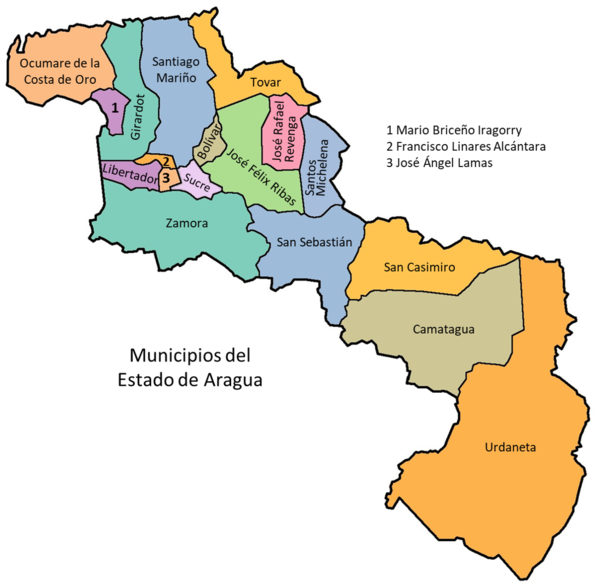 Ocumare de la
Costa de Oro
Santiago
Mariño
Tovar
1
Girardot
José Rafael
Revenga
Bolívar
José Félix Ribas
Santos
Michelena
1 Mario Briceño Iragorry
2 Francisco Linares Alcántara
3 José Ángel Lamas
2
Libertador
3
Sucre
Zamora
San Sebastián
San Casimiro
Camatagua
Municipios del
Estado de Aragua
Urdaneta